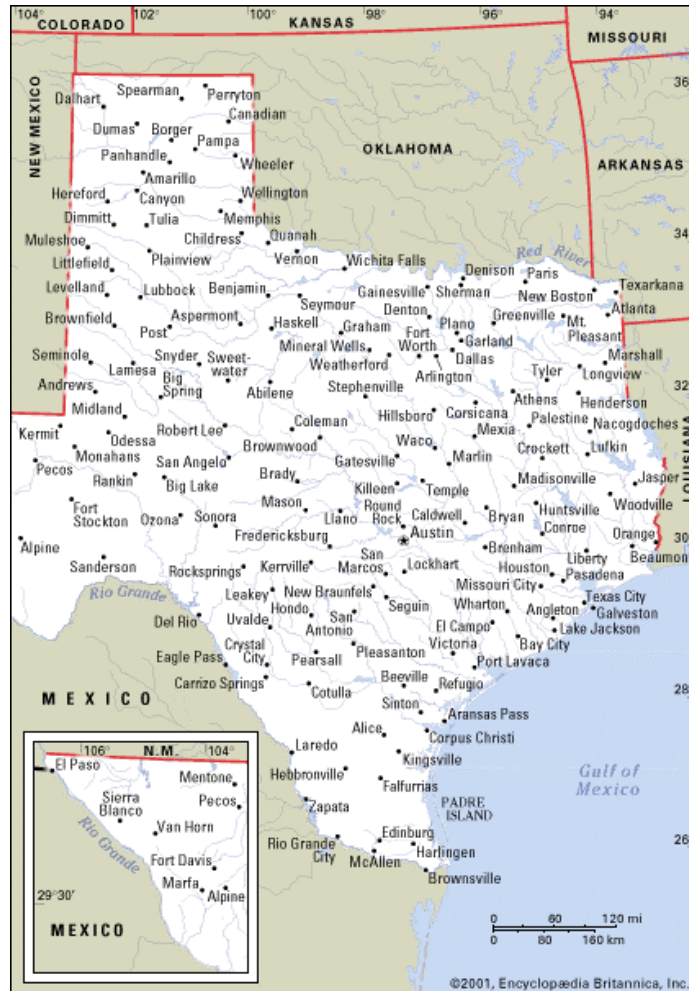 104°
102°
100°
98°
96°
94°
COLORADO
KANSAS
MISSOURI
36°
NEW MEXICO
OKLAHOMA
ARKANSAS
Spearman
Perryton
Dalhart
Canadian
Dumas
Borger
Pampa
Panhandle
Wheeler
Amarillo
Hereford
Canyon
Wellington
Dimmitt
Tulia
Memphis
34°
Muleshoe
Childress
Quanah
Plainview
Vernon
Littlefield
Wichita Falls
Red River
Denison
Paris
Levelland
Lubbock
Benjamin
Seymour
Gainesville
Sherman
New Boston
Texarkana
Brownfield
Post
Aspermont
Haskell
Graham
Denton
Plano
Greenville
Mt.
Pleasant
Atlanta
Mineral Wells
Fort
Worth
Garland
Dallas
Seminole
Lamesa
Snyder
Sweet-
water
Weatherford
Arlington
Tyler
Marshall
Longview
Andrews
Big
Spring
Abilene
Stephenville
Athens
Henderson
32°
Midland
Coleman
Hillsboro
Corsicana
Palestine
Nacogdoches
Kermit
Odessa
Robert Lee
Brownwood
Waco
Mexia
Crockett
Lufkin
Monahans
San Angelo
Gatesville
Marlin
LOUISIANA
Pecos
Rankin
Big Lake
Brady
Killeen
Temple
Madisonville
Jasper
Fort
Stockton
Ozona
Sonora
Mason
Llano
Round
Rock
Caldwell
Bryan
Huntsville
Woodville
Alpine
Fredericksburg
Austin
Conroe
Orange
30°
Sanderson
Rocksprings
Kerrville
San
Marcos
Lockhart
Brenham
Houston
Liberty
Beaumont
Rio Grande
Leakey
New Braunfels
Missouri City
Pasadena
Del Rio
Uvalde
Hondo
San
Antonio
Seguin
Wharton
Angleton
Texas City
Galveston
Crystal
City
Pearsall
Pleasanton
El Campo
Victoria
Bay City
Lake Jackson
Eagle Pass
Port Lavaca
Carrizo Springs
Cotulla
Beeville
Refugio
28°
MEXICO
Sinton
Aransas Pass
Alice
Corpus Christi
Laredo
Kingsville
Hebbronville
Falfurrias
Gulf of
Mexico
Zapata
PADRE
ISLAND
Rio Grande
City
Edinburg
McAllen
Harlingen
26°
Brownsville
106°
N.M.
104°
El Paso
Mentone
Sierra
Blanco
Pecos
Van Horn
Rio Grande
Fort Davis
Marfa
Alpine
29°30'
MEXICO
0 60 120 mi
0 80 160 km
©2001, Encyclopædia Britannica, Inc.